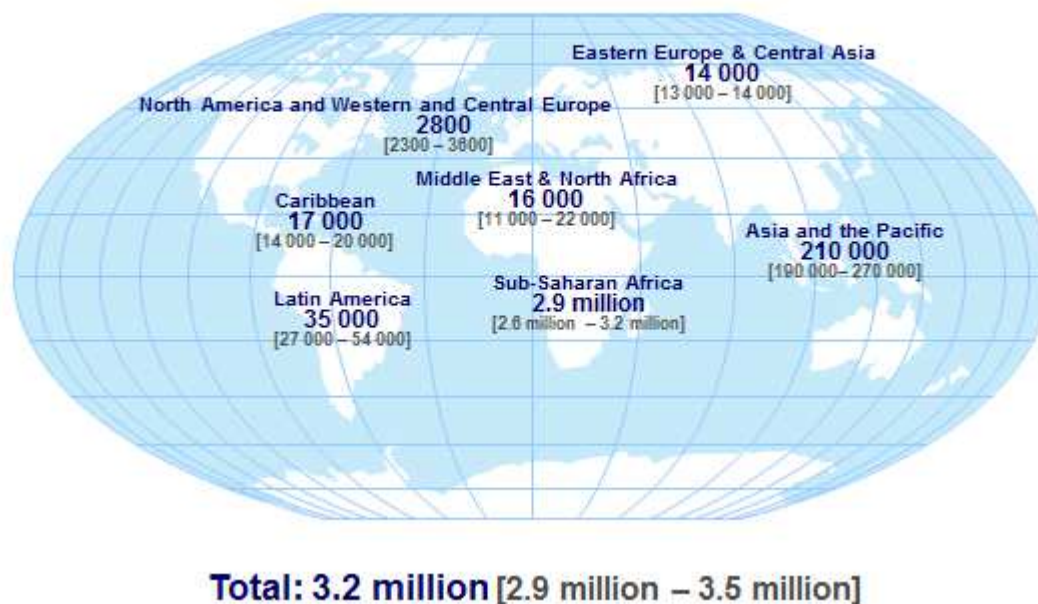 Eastern Europe & Central Asia
14 000
[13 000 – 14 000]
North America and Western and Central Europe
2800
[2300 – 3600]
Middle East & North Africa
16 000
[11 000 – 22 000]
Caribbean
17 000
[14 000 – 20 000]
Asia and the Pacific
210 000
[190 000– 270 000]
Sub-Saharan Africa
2.9 million
[2.6 million – 3.2 million]
Latin America
35 000
[27 000 – 54 000]
Total: 3.2 million [2.9 million – 3.5 million]